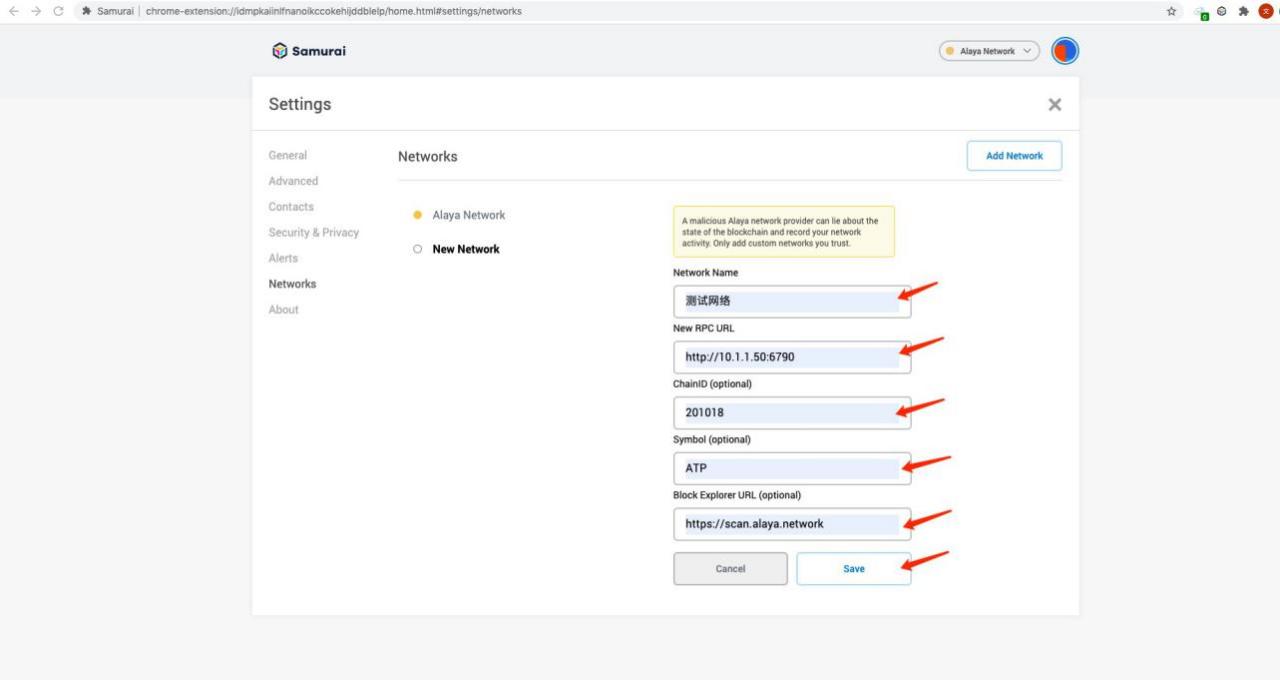 Samurai
chrome-extension://idmpkaiinlfnanoikccokehijddblelp/home.html#settings/networks
文
Samurai
Alaya Network
Settings
General
Advanced
Contacts
Security & Privacy
Alerts
Networks
About
Networks
Add Network
Alaya Network
New Network
A malicious Alaya network provider can lie about the
state of the blockchain and record your network
activity. Only add custom networks you trust.
Network Name
测试网络
New RPC URL
http://10.1.1.50:6790
ChainID (optional)
201018
Symbol (optional)
ATP
Block Explorer URL (optional)
https://scan.alaya.network
Cancel
Save